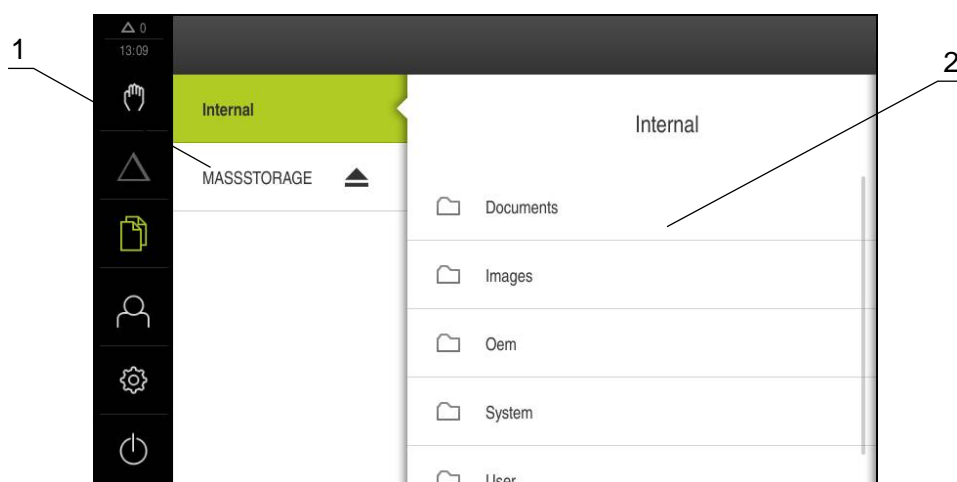 1
2
0
13:09
Internal
MASSSTORAGE
Internal
Documents
Images
Oem
System
User